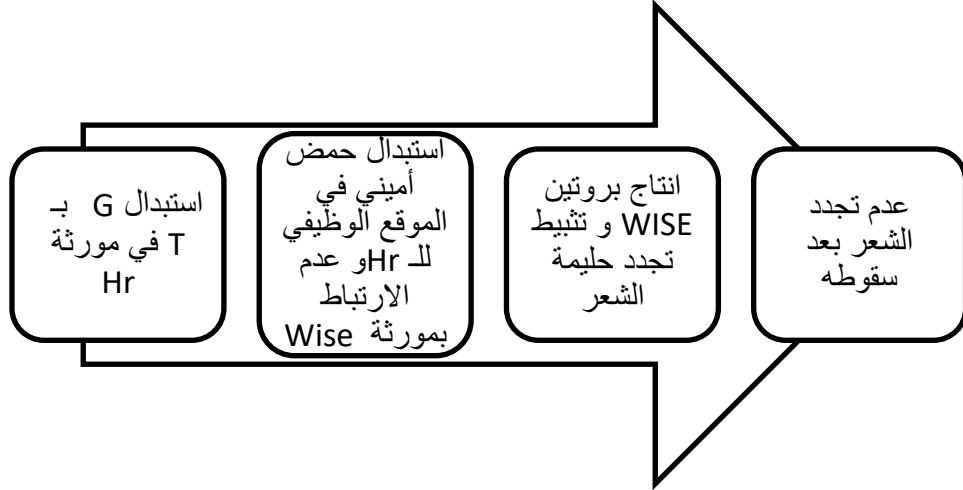 استبدال G بـ
T في مورثة
Hr
استبدال حمض
أميني في
الموقع الوظيفي
للـ Hrو عدم
الارتباط
بمورثة Wise
انتاج بروتين
WISE و تثبيط
تجدد حليمة
الشعر
عدم تجدد
الشعر بعد
سقوطه